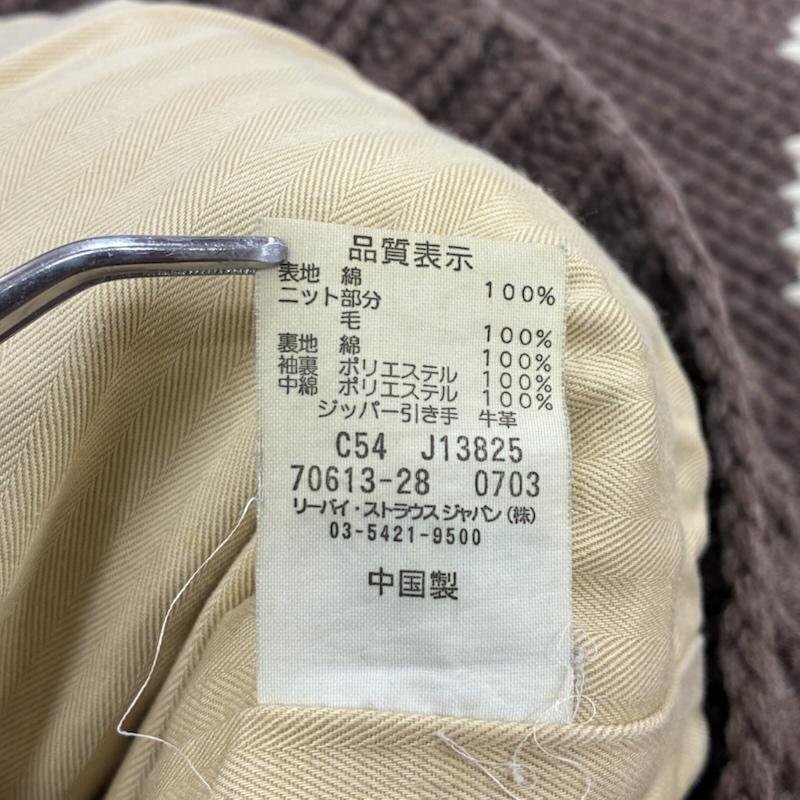 品質表示
表地 綿 100%
ニット部分
毛 100%
裏地 綿 100%
袖裏 ポリエステル 100%
中綿 ポリエステル 100%
ジッパー引き手 牛革
C54 J13825
70613-28 0703
リーバイ・ストラウスジャパン(株)
03-5421-9500
中国製